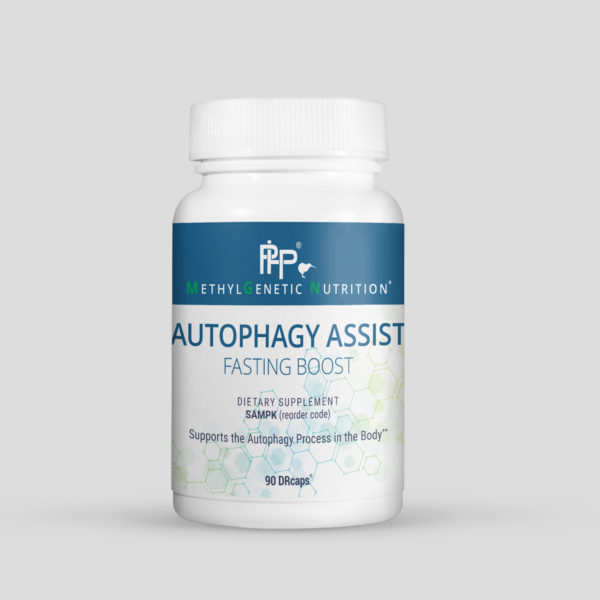 PHP®
METHYLGENETIC NUTRITION®
AUTOPHAGY ASSIST
FASTING BOOST
DIETARY SUPPLEMENT
SAMPK (reorder code)
Supports the Autophagy Process in the Body**
90 DRcaps®